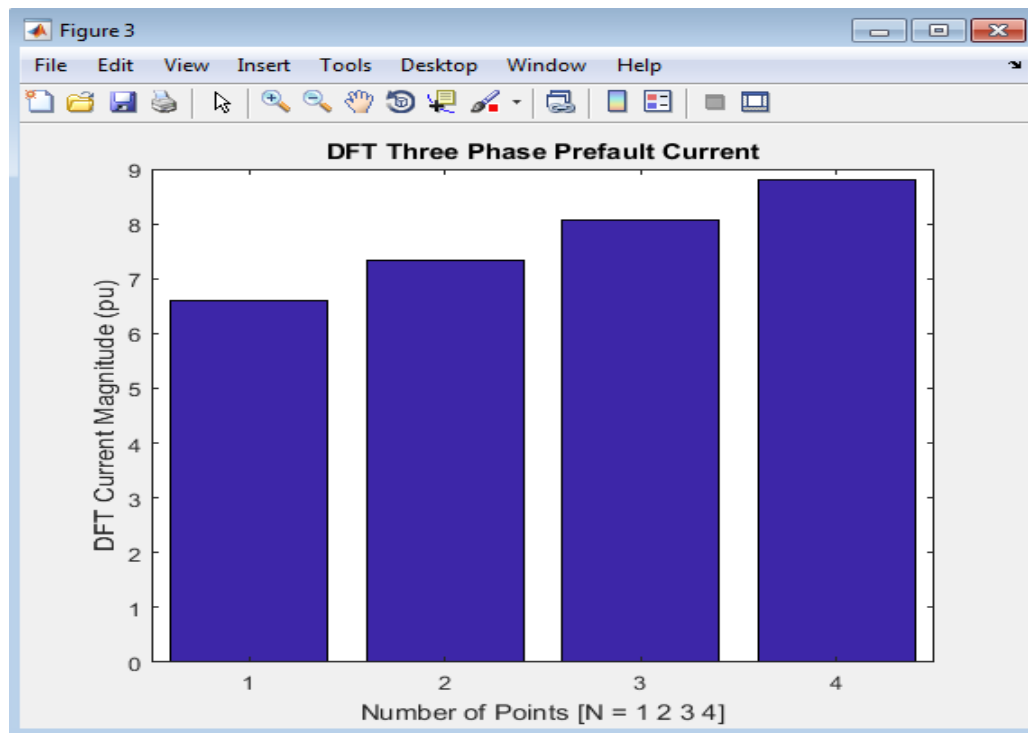 Figure 3
File Edit View Insert Tools Desktop Window Help
DFT Three Phase Prefault Current
9
8
7
6
5
4
3
2
1
0
DFT Current Magnitude (pu)
1 2 3 4
Number of Points [N = 1 2 3 4]